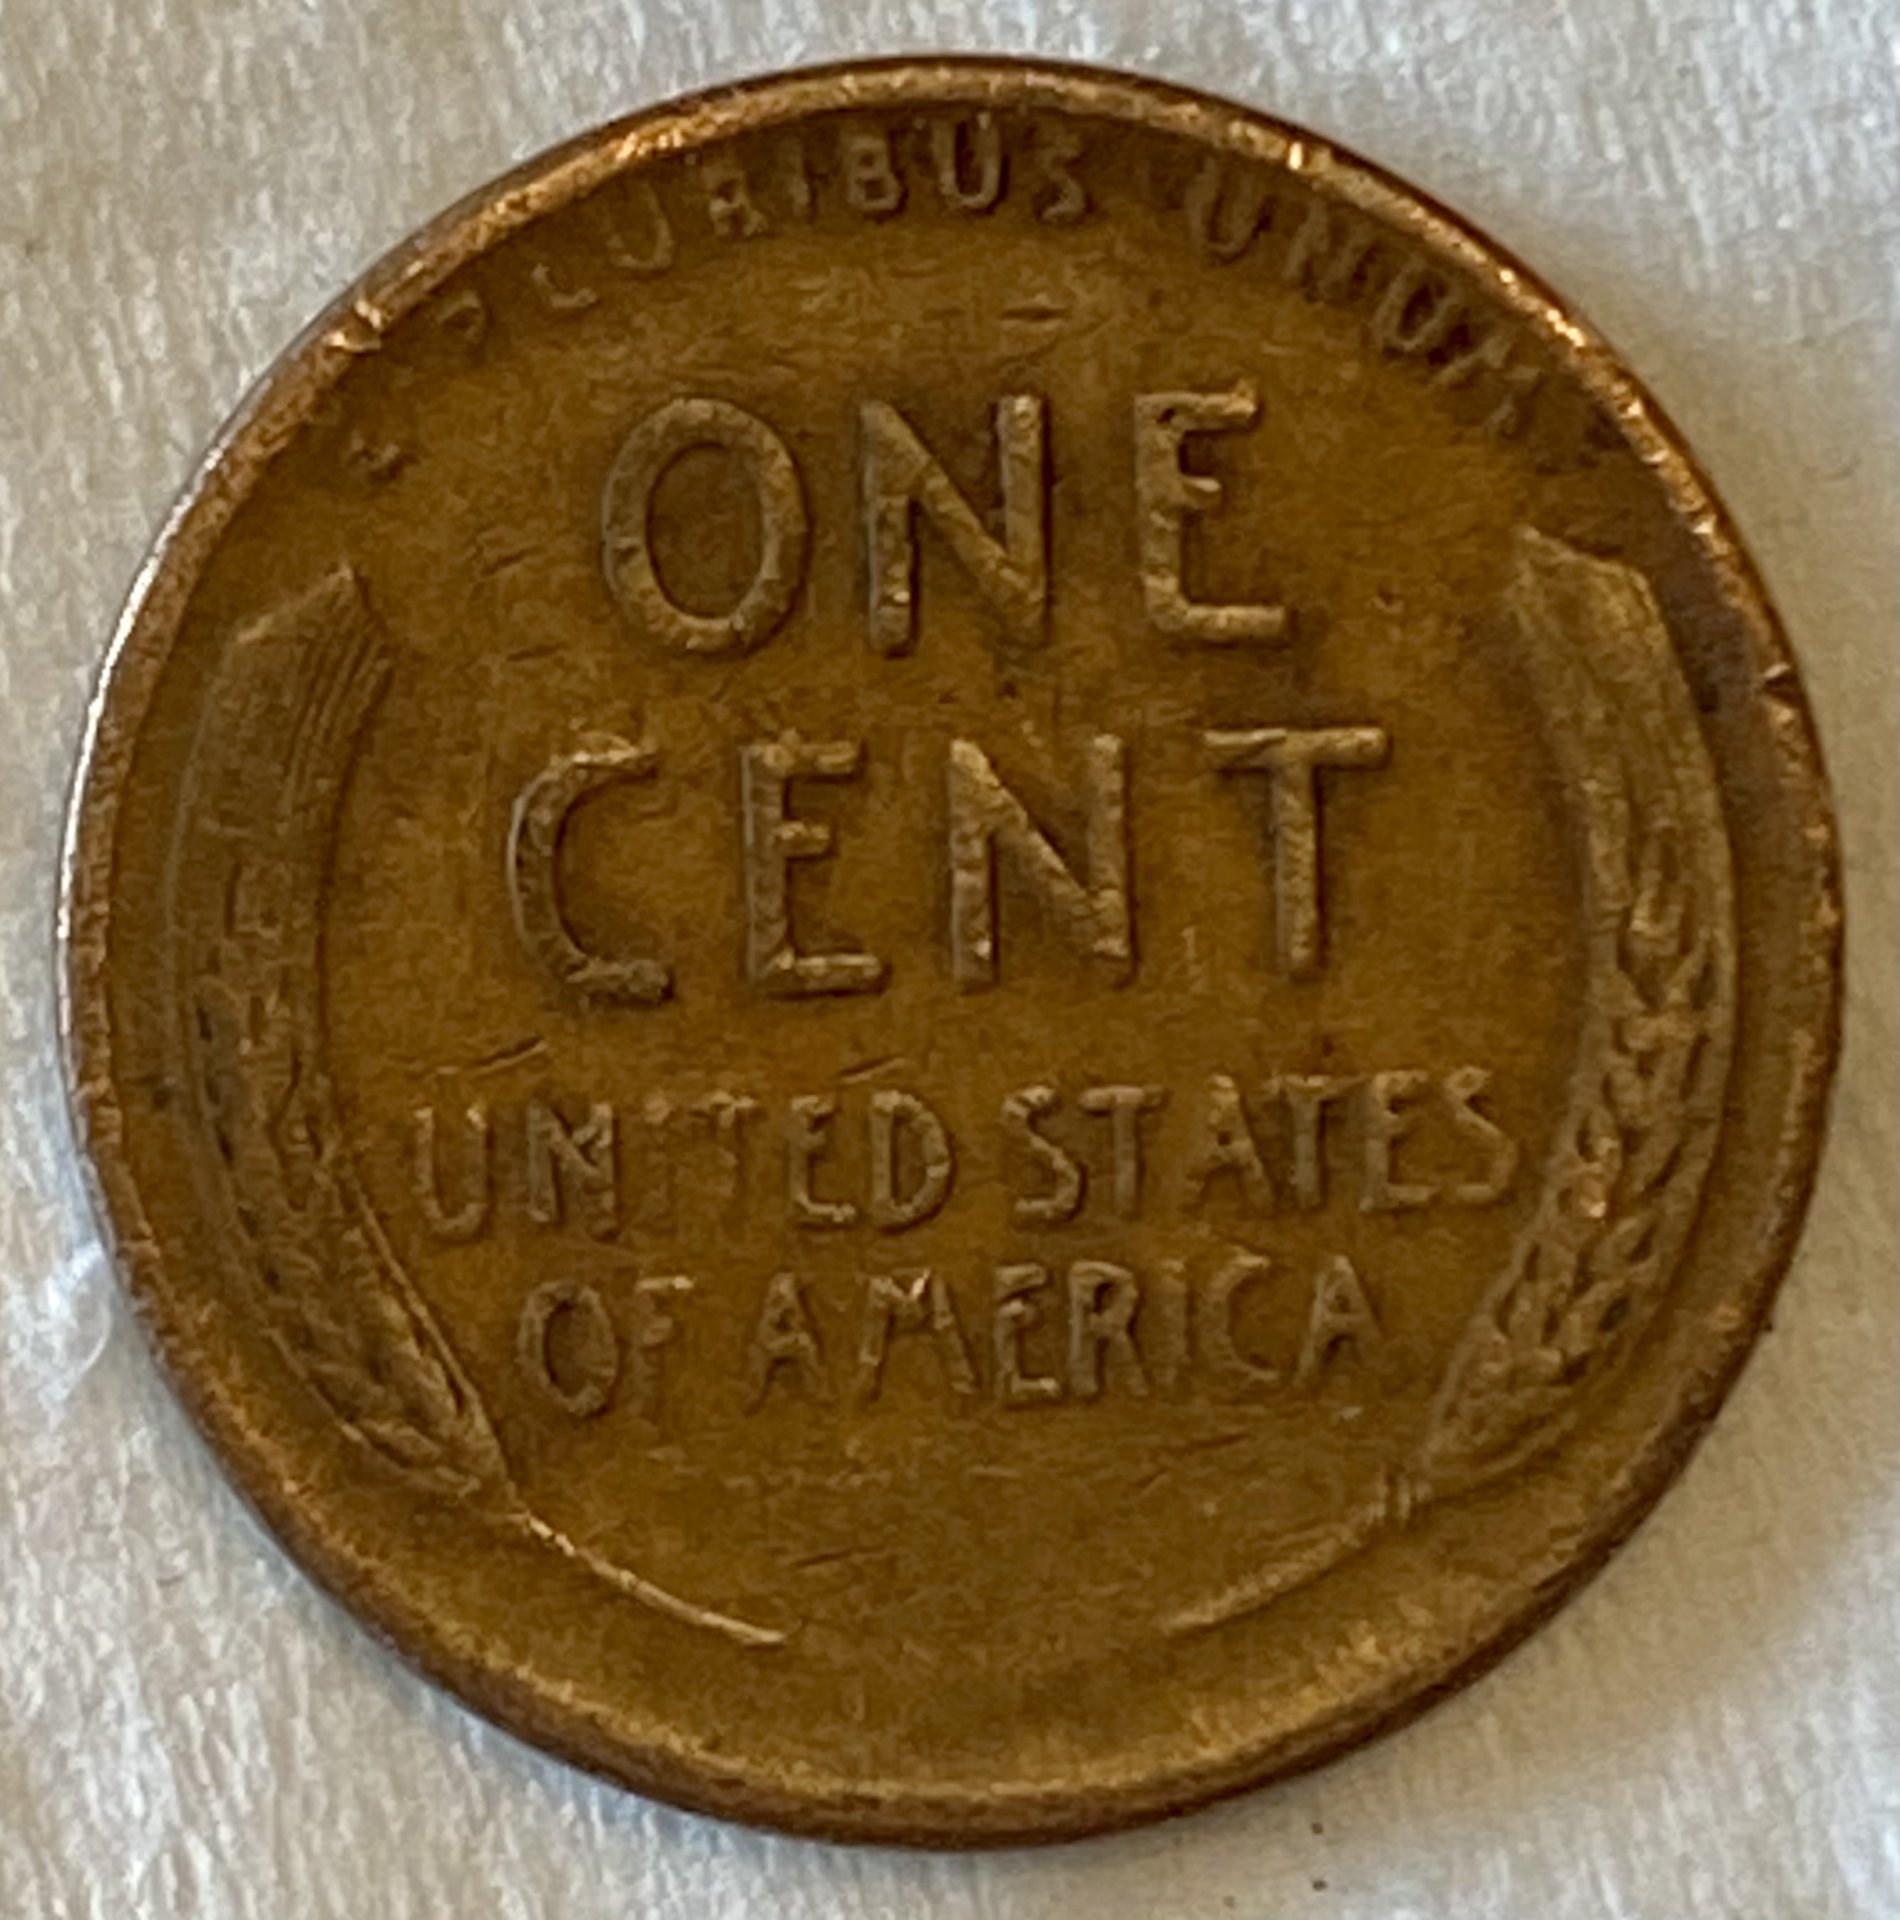 E PLURIBUS UNUM
ONE
CENT
UNITED STATES
OF AMERICA